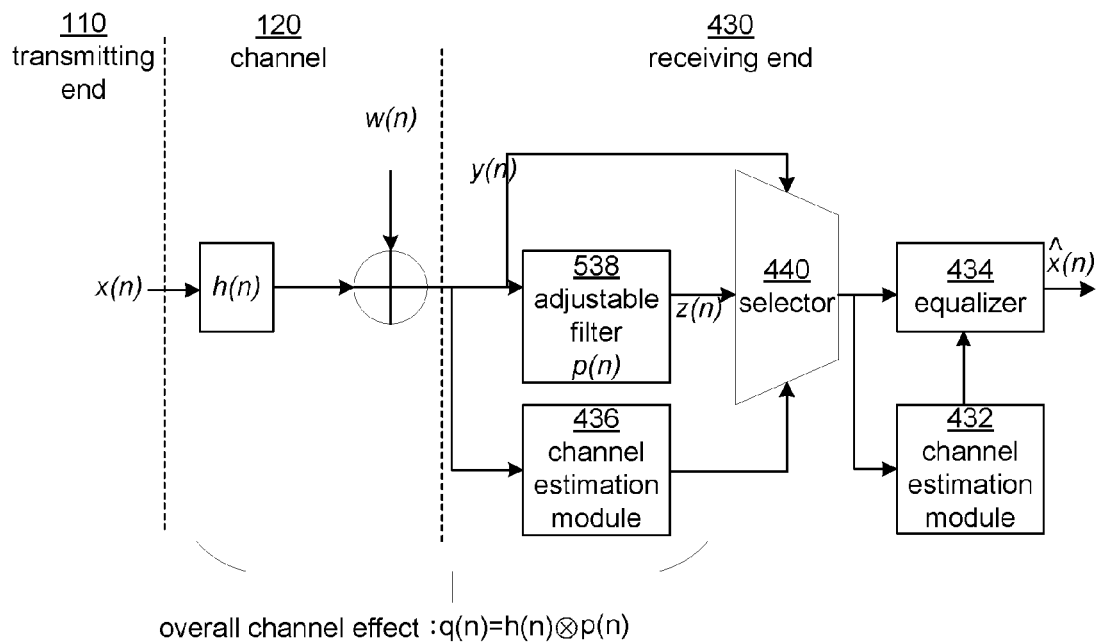 110
transmitting
end
120
channel
430
receiving end
w(n)
y(n)
x(n)
h(n)
538
adjustable
filter
p(n)
z(n)
440
selector
434
equalizer
^
x(n)
436
channel
estimation
module
432
channel
estimation
module
overall channel effect :q(n)=h(n)⊗p(n)